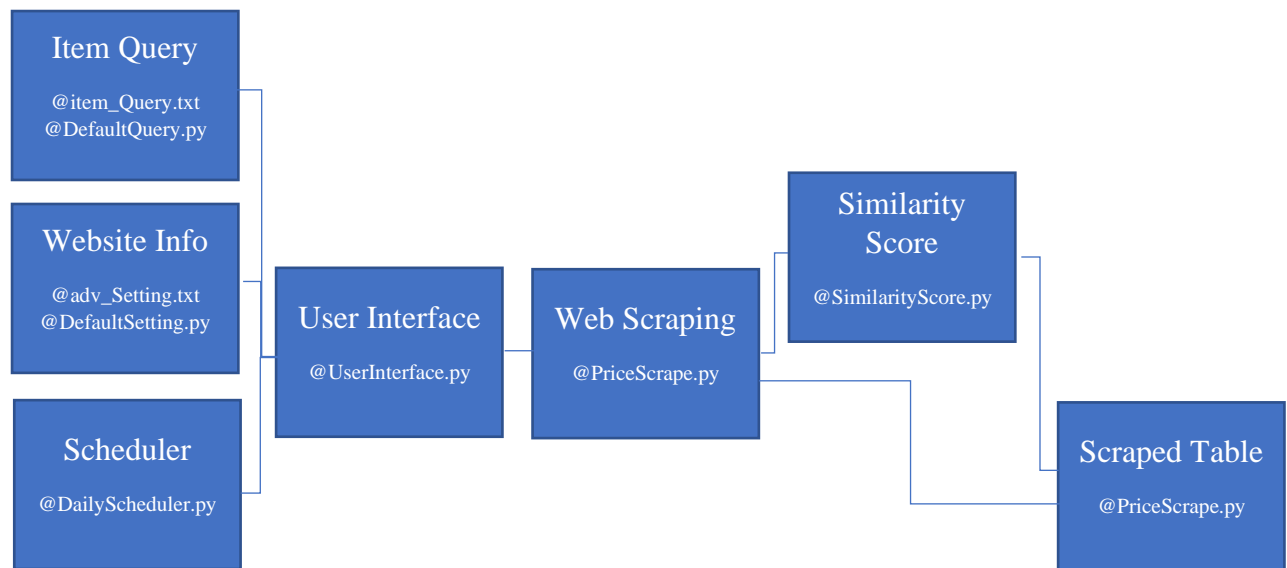 Item Query
@item_Query.txt
@DefaultQuery.py
Website Info
@adv_Setting.txt
@DefaultSetting.py
Scheduler
@DailyScheduler.py
User Interface
@UserInterface.py
Web Scraping
@PriceScrape.py
Similarity
Score
@SimilarityScore.py
Scraped Table
@PriceScrape.py